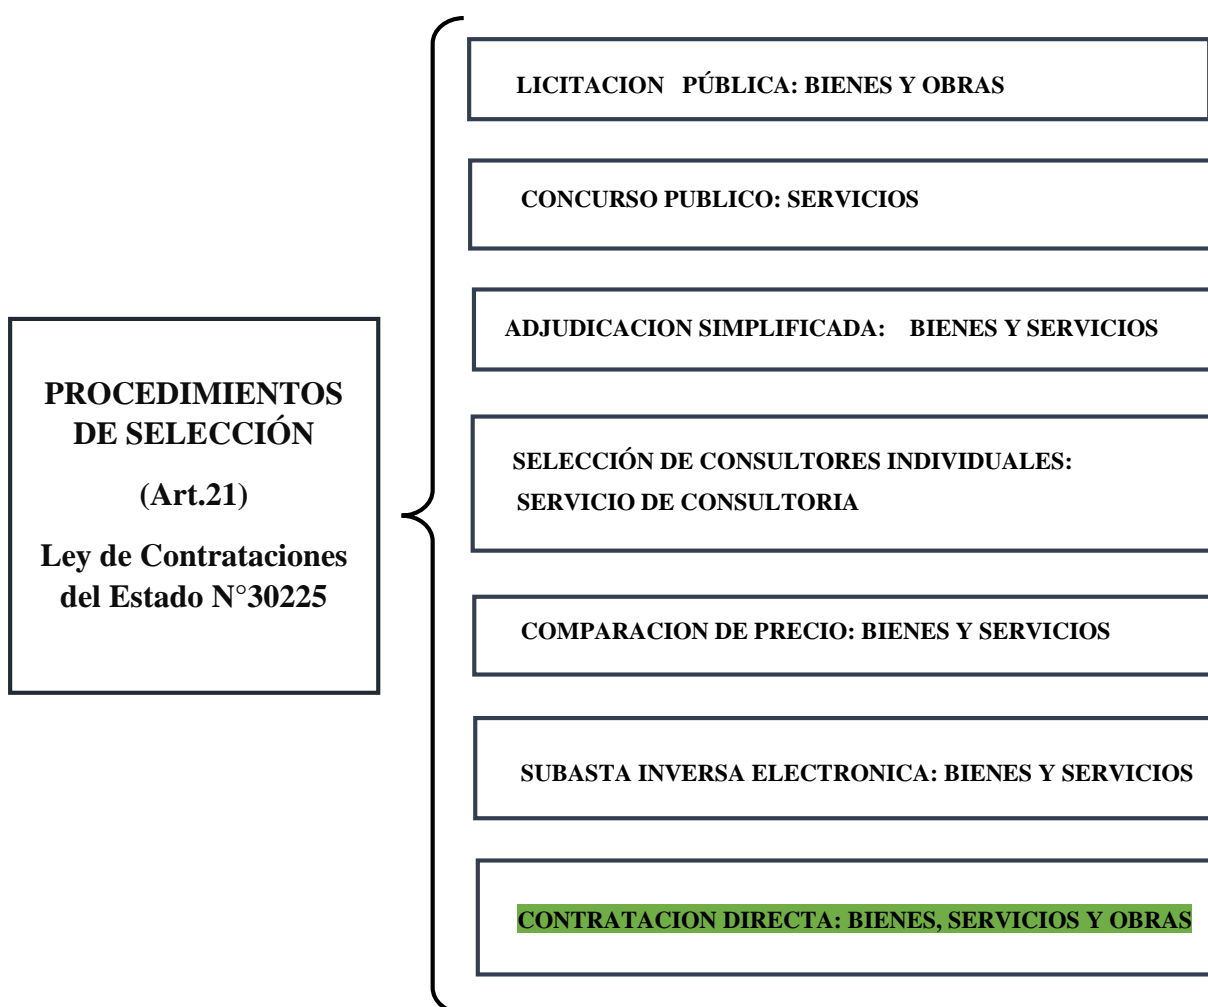 PROCEDIMIENTOS
DE SELECCIÓN
(Art.21)
Ley de Contrataciones
del Estado N°30225
LICITACION PÚBLICA: BIENES Y OBRAS
CONCURSO PUBLICO: SERVICIOS
ADJUDICACION SIMPLIFICADA: BIENES Y SERVICIOS
SELECCIÓN DE CONSULTORES INDIVIDUALES:
SERVICIO DE CONSULTORIA
COMPARACION DE PRECIO: BIENES Y SERVICIOS
SUBASTA INVERSA ELECTRONICA: BIENES Y SERVICIOS
CONTRATACION DIRECTA: BIENES, SERVICIOS Y OBRAS